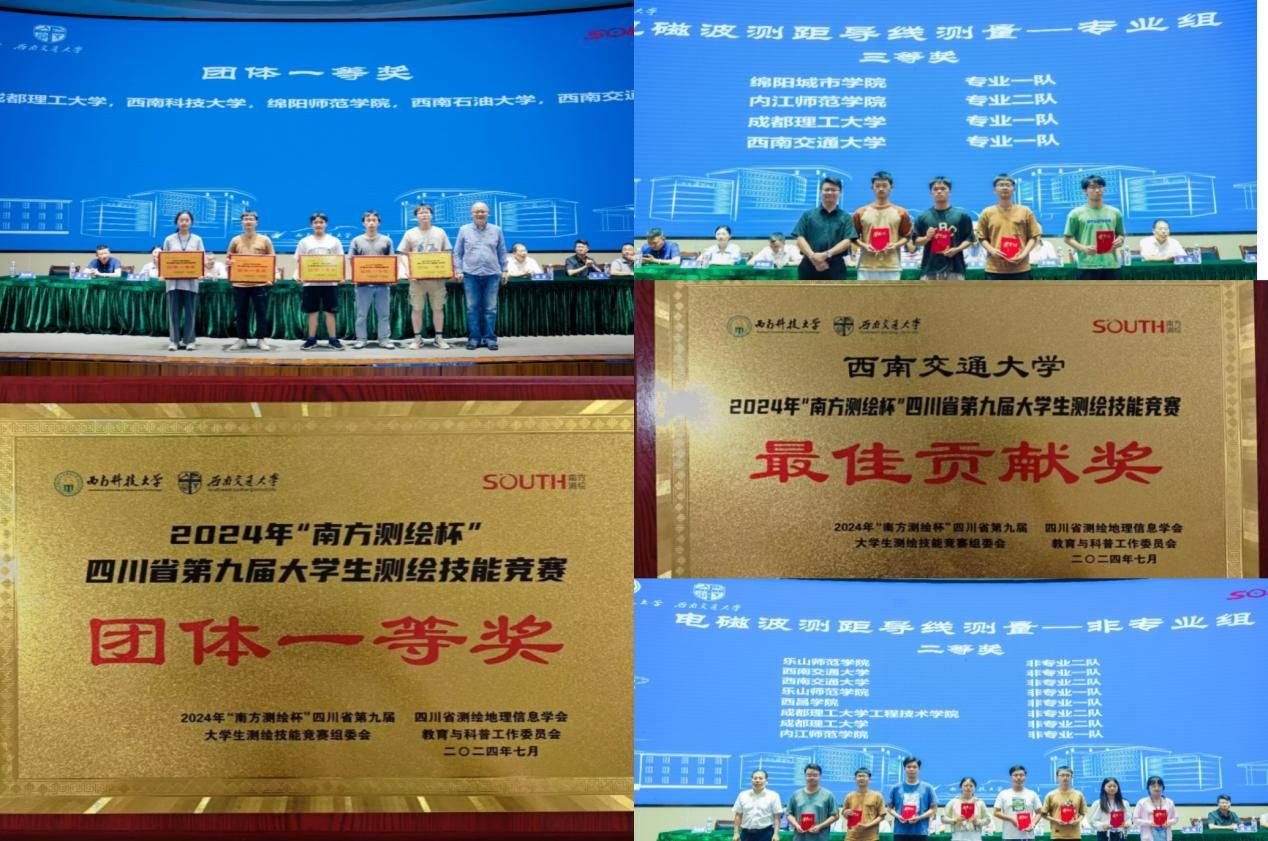 西南交通大学
团体一等奖
成都理工大学，西南科技大学，绵阳师范学院，西南石油大学，西南交通
电磁波测距导线测量—专业组
三等奖
绵阳城市学院 专业一队
内江师范学院 专业二队
成都理工大学 专业一队
西南交通大学 专业一队
西南科技大学 西南交通大学 SOUTH 南方测绘
西南交通大学
2024年“南方测绘杯”四川省第九届大学生测绘技能竞赛
最佳贡献奖
2024年“南方测绘杯”四川省第九届 四川省测绘地理信息学会
大学生测绘技能竞赛组委会 教育与科普工作委员会
二〇二四年七月
西南科技大学 西南交通大学 SOUTH 南方测绘
2024年“南方测绘杯”
四川省第九届大学生测绘技能竞赛
团体一等奖
2024年“南方测绘杯”四川省第九届 四川省测绘地理信息学会
大学生测绘技能竞赛组委会 教育与科普工作委员会
二〇二四年七月
西南交通大学
电磁波测距导线测量—非专业组
二等奖
乐山师范学院 非专业二队
西南交通大学 非专业一队
西南交通大学 非专业二队
乐山师范学院 非专业一队
西昌学院 非专业一队
成都理工大学工程技术学院 非专业二队
成都理工大学 非专业一队
内江师范学院 非专业一队